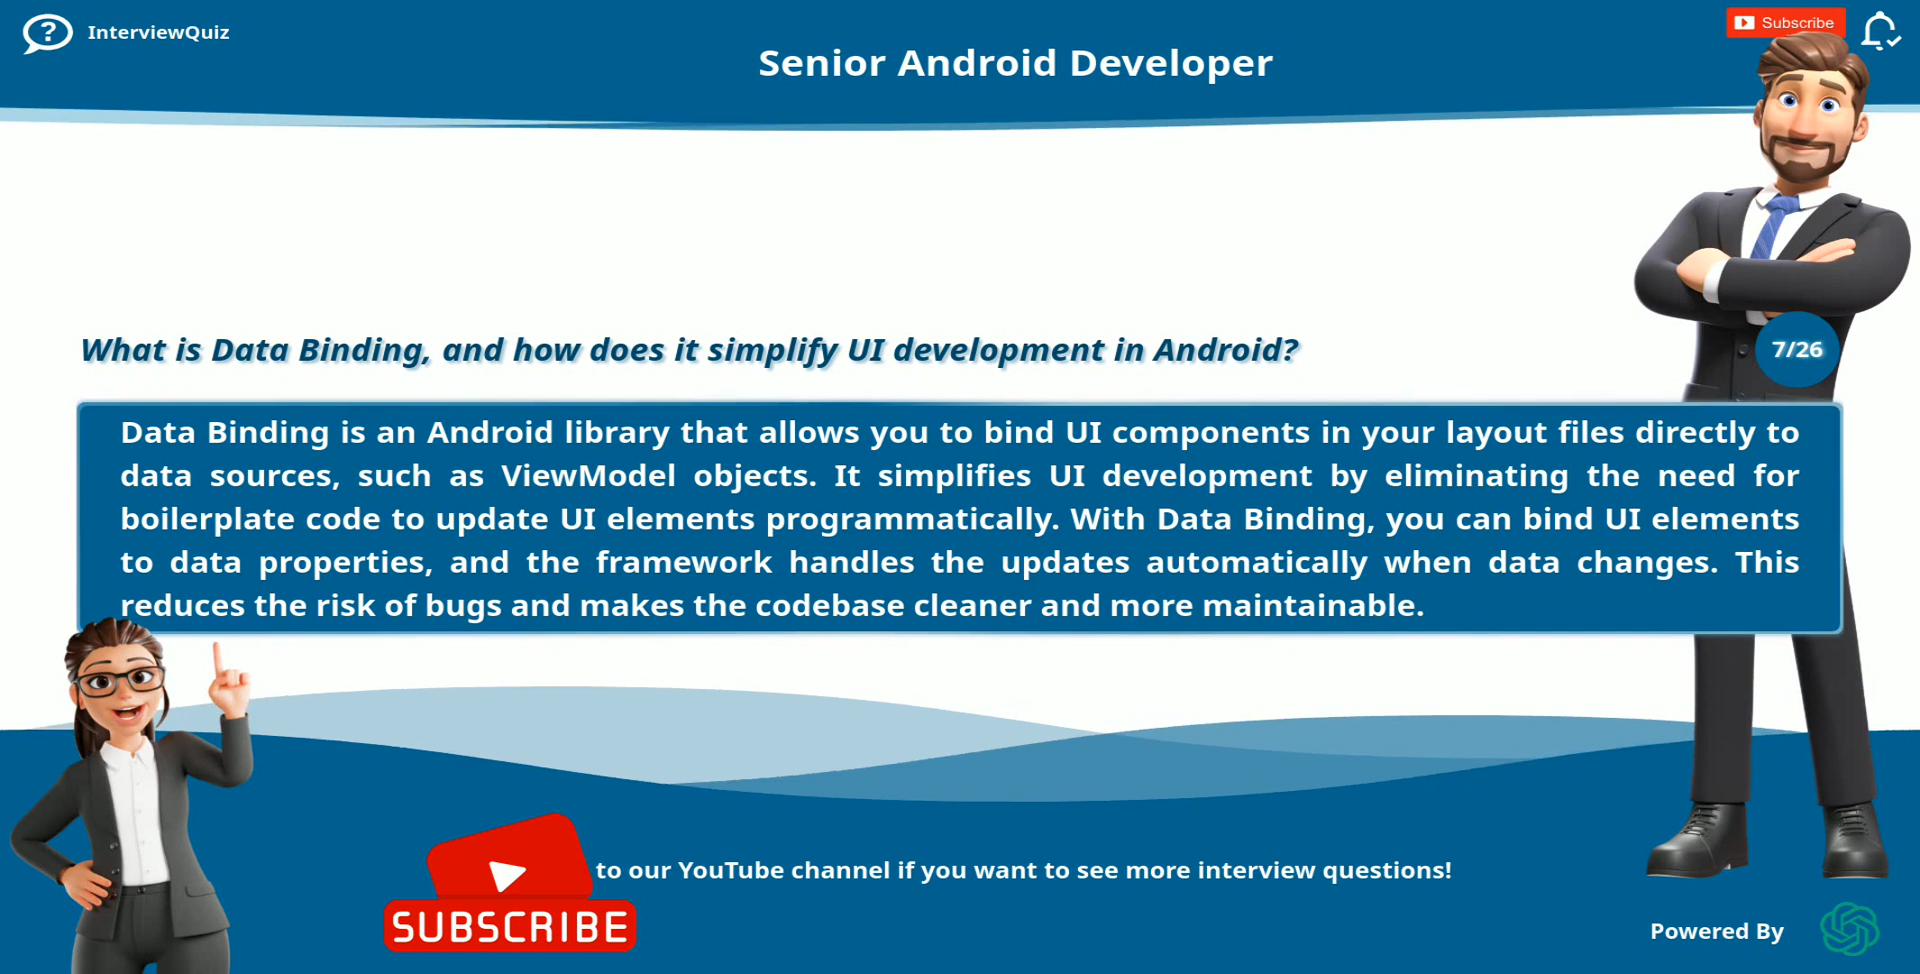 InterviewQuiz
Subscribe
Senior Android Developer
What is Data Binding, and how does it simplify UI development in Android?
7/26
Data Binding is an Android library that allows you to bind UI components in your layout files directly to
data sources, such as ViewModel objects. It simplifies UI development by eliminating the need for
boilerplate code to update UI elements programmatically. With Data Binding, you can bind UI elements
to data properties, and the framework handles the updates automatically when data changes. This
reduces the risk of bugs and makes the codebase cleaner and more maintainable.
to our YouTube channel if you want to see more interview questions!
SUBSCRIBE
Powered By